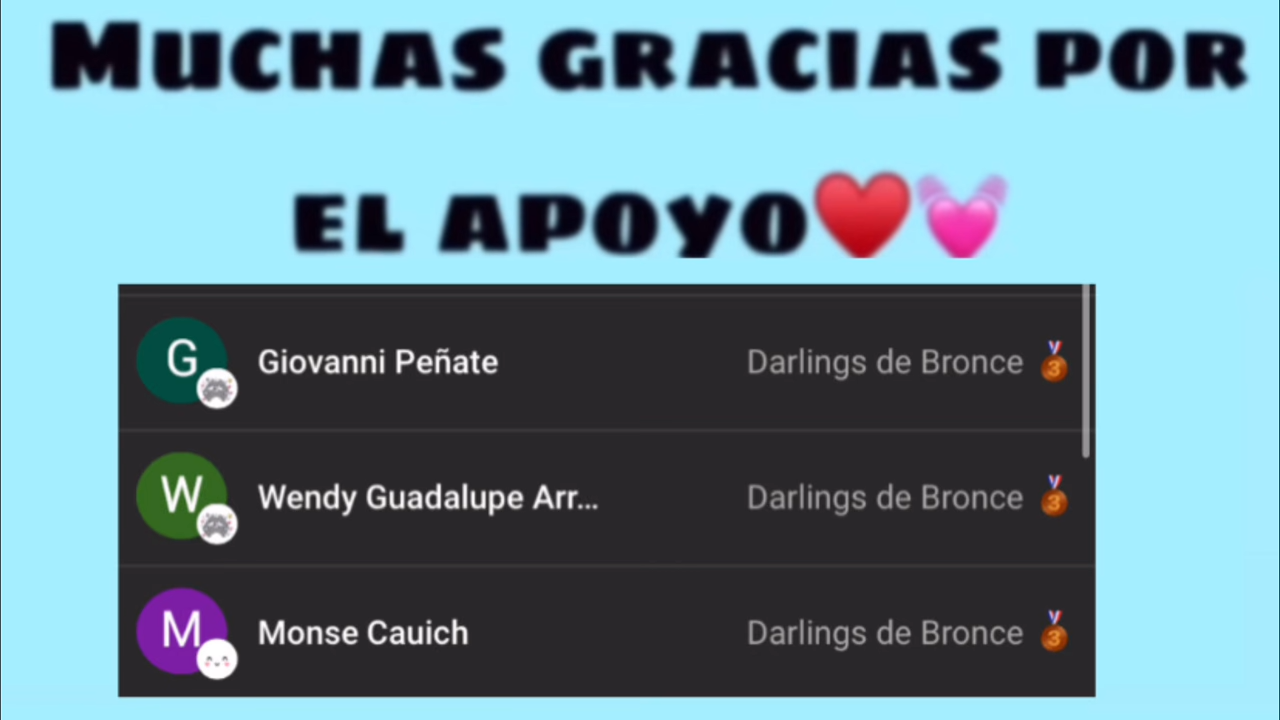 Muchas gracias por
el apoyo❤️💓
G Giovanni Peñate Darlings de Bronce 🥉
W Wendy Guadalupe Arr... Darlings de Bronce 🥉
M Monse Cauich Darlings de Bronce 🥉